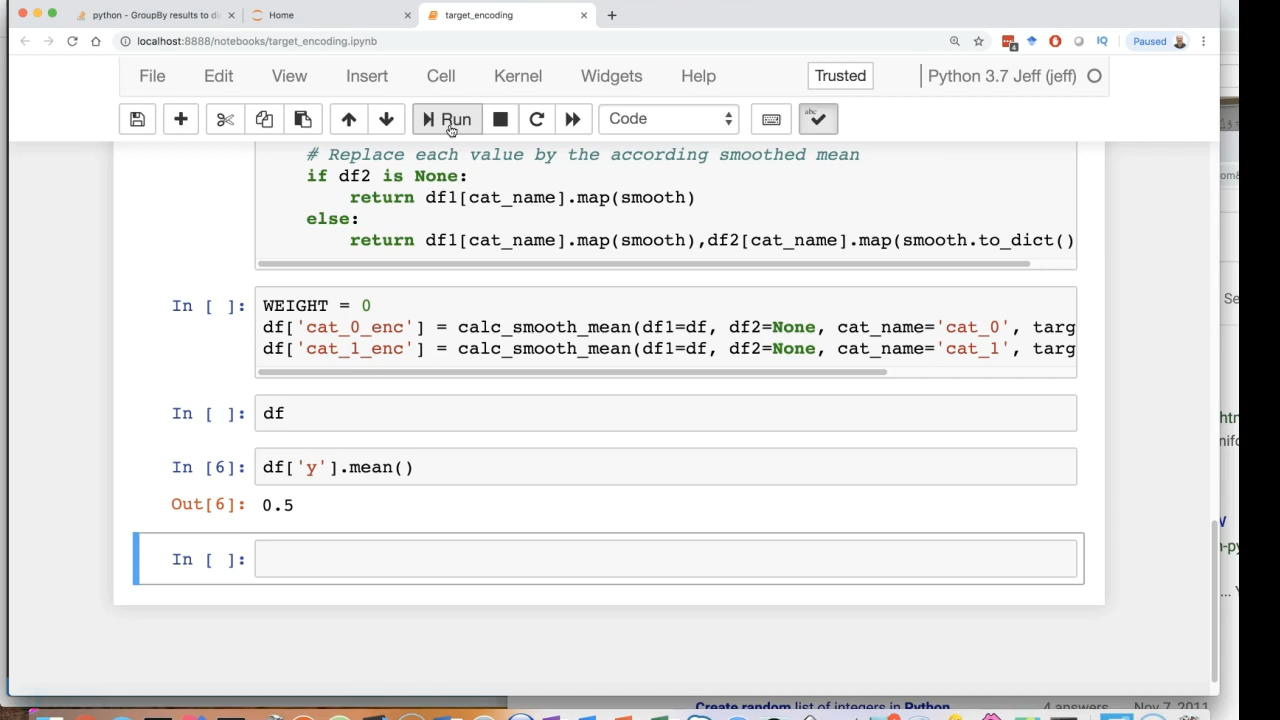 python - GroupBy results to di
Home
target_encoding
localhost:8888/notebooks/target_encoding.ipynb
4
IQ
Paused
File Edit View Insert Cell Kernel Widgets Help
Trusted
Python 3.7 Jeff (jeff)
Run
Code
abc
# Replace each value by the according smoothed mean
if df2 is None:
return df1[cat_name].map(smooth)
else:
return df1[cat_name].map(smooth),df2[cat_name].map(smooth.to_dict()
In [ ]:
WEIGHT = 0
df['cat_0_enc'] = calc_smooth_mean(df1=df, df2=None, cat_name='cat_0', targ
df['cat_1_enc'] = calc_smooth_mean(df1=df, df2=None, cat_name='cat_1', targ
In [ ]: df
In [6]: df['y'].mean()
Out[6]: 0.5
In [ ]:
Create random list of integers in Python
4 answers
Nov 7, 2011